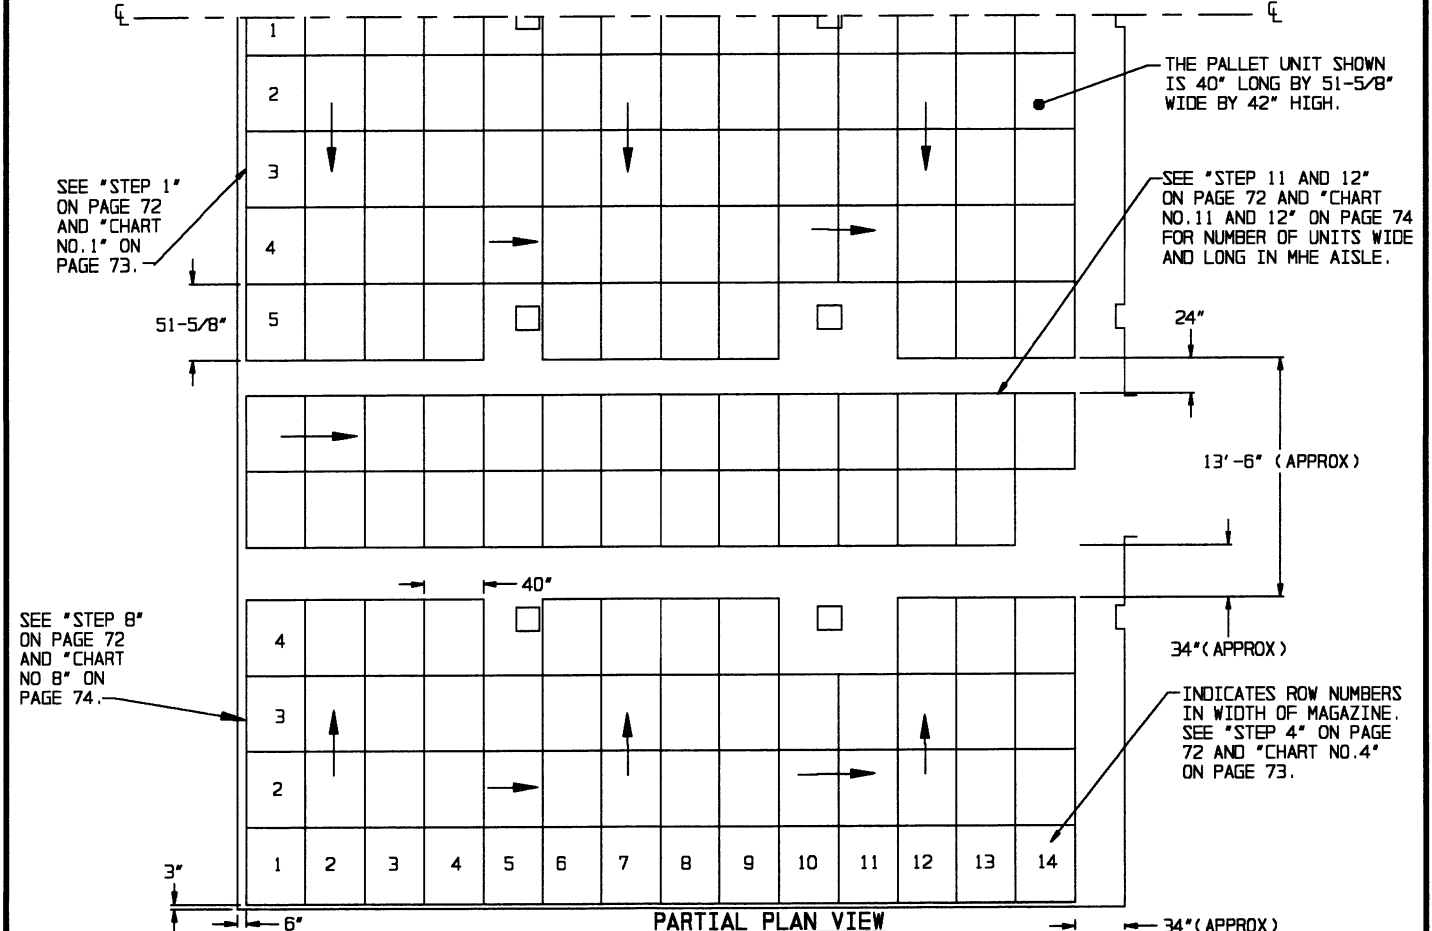 ℄ ℄
1
THE PALLET UNIT SHOWN
IS 40" LONG BY 51-5/8"
WIDE BY 42" HIGH.
2
3
SEE "STEP 1"
ON PAGE 72
AND "CHART
NO.1" ON
PAGE 73.
SEE "STEP 11 AND 12"
ON PAGE 72 AND "CHART
NO.11 AND 12" ON PAGE 74
FOR NUMBER OF UNITS WIDE
AND LONG IN MHE AISLE.
4
51-5/8"
5
24"
13'-6" (APPROX)
40"
SEE "STEP 8"
ON PAGE 72
AND "CHART
NO 8" ON
PAGE 74.
4
34"(APPROX)
3
INDICATES ROW NUMBERS
IN WIDTH OF MAGAZINE.
SEE "STEP 4" ON PAGE
72 AND "CHART NO.4"
ON PAGE 73.
2
1 2 3 4 5 6 7 8 9 10 11 12 13 14
3"
6"
PARTIAL PLAN VIEW
34"(APPROX)